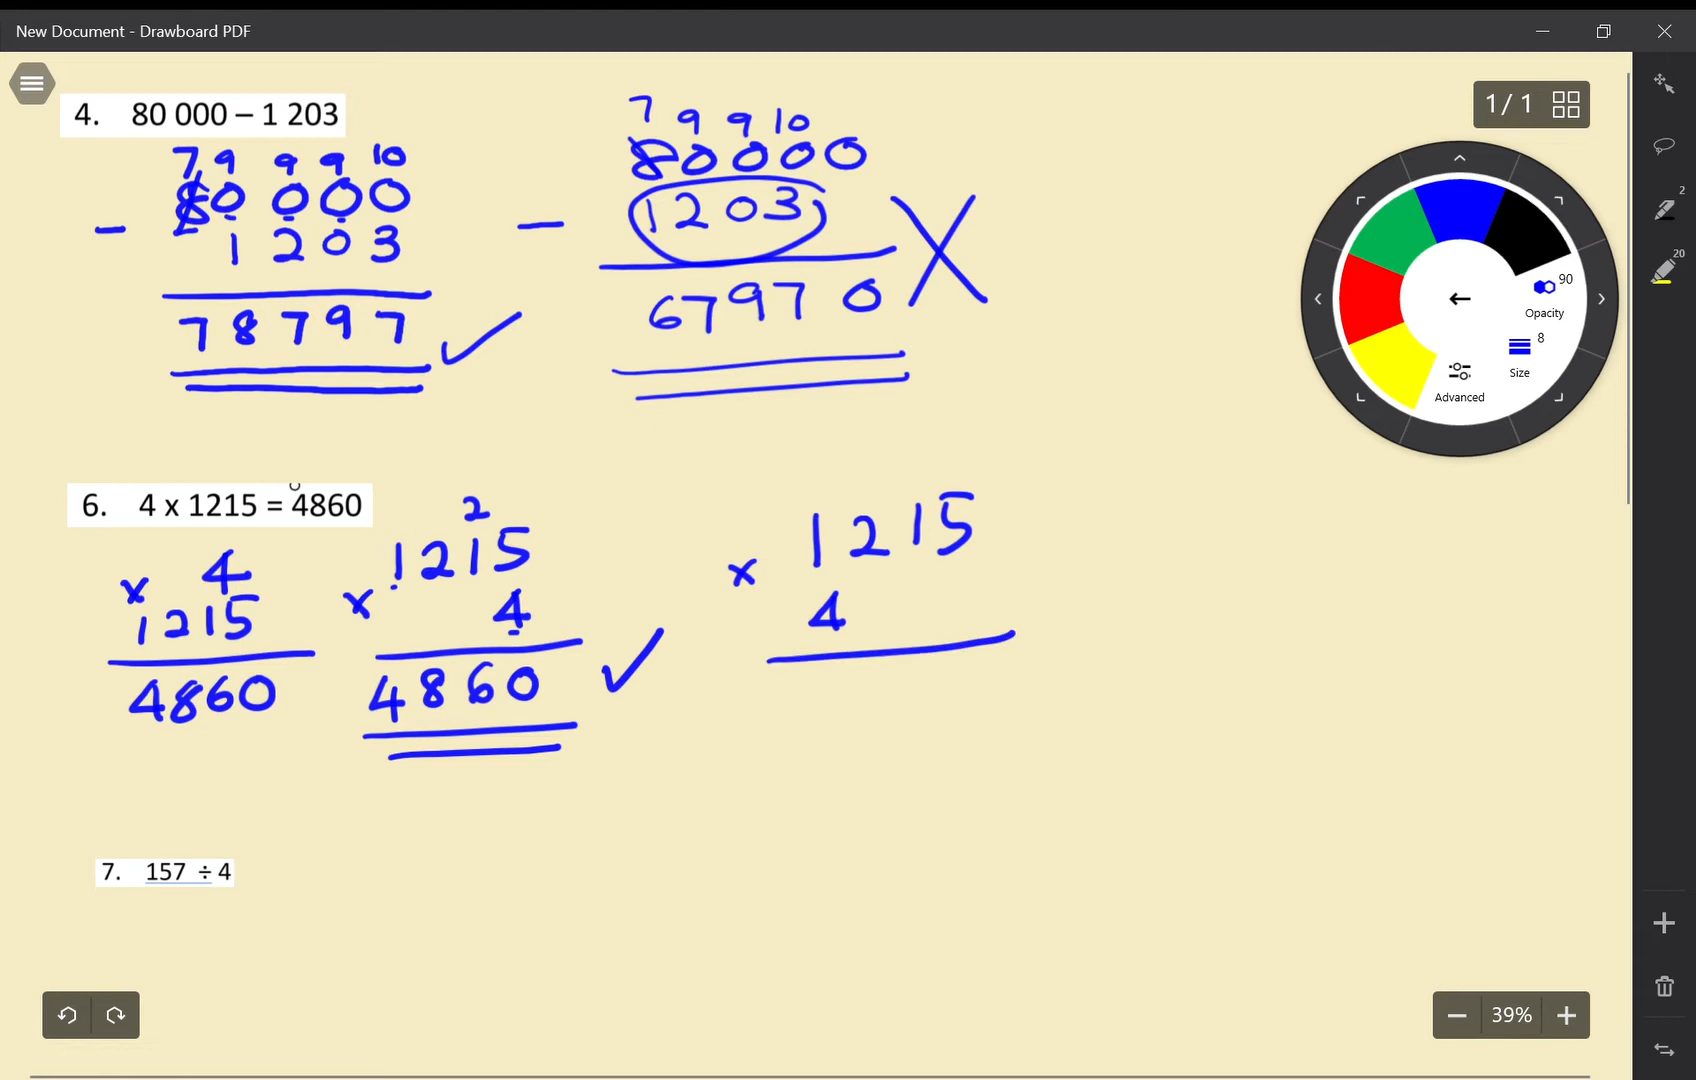 New Document - Drawboard PDF
1 / 1
4. 80 000 – 1 203
7 9 9 9 10
80 000
- 1 203
78797
7 9 9 10
80000
- 1203
67970
90
Opacity
8
Size
Advanced
2
20
6. 4 x 1215 = 4860
4
x 1215
4860
2
1215
x 4
4860
1215
x 4
7. 157 ÷ 4
39%